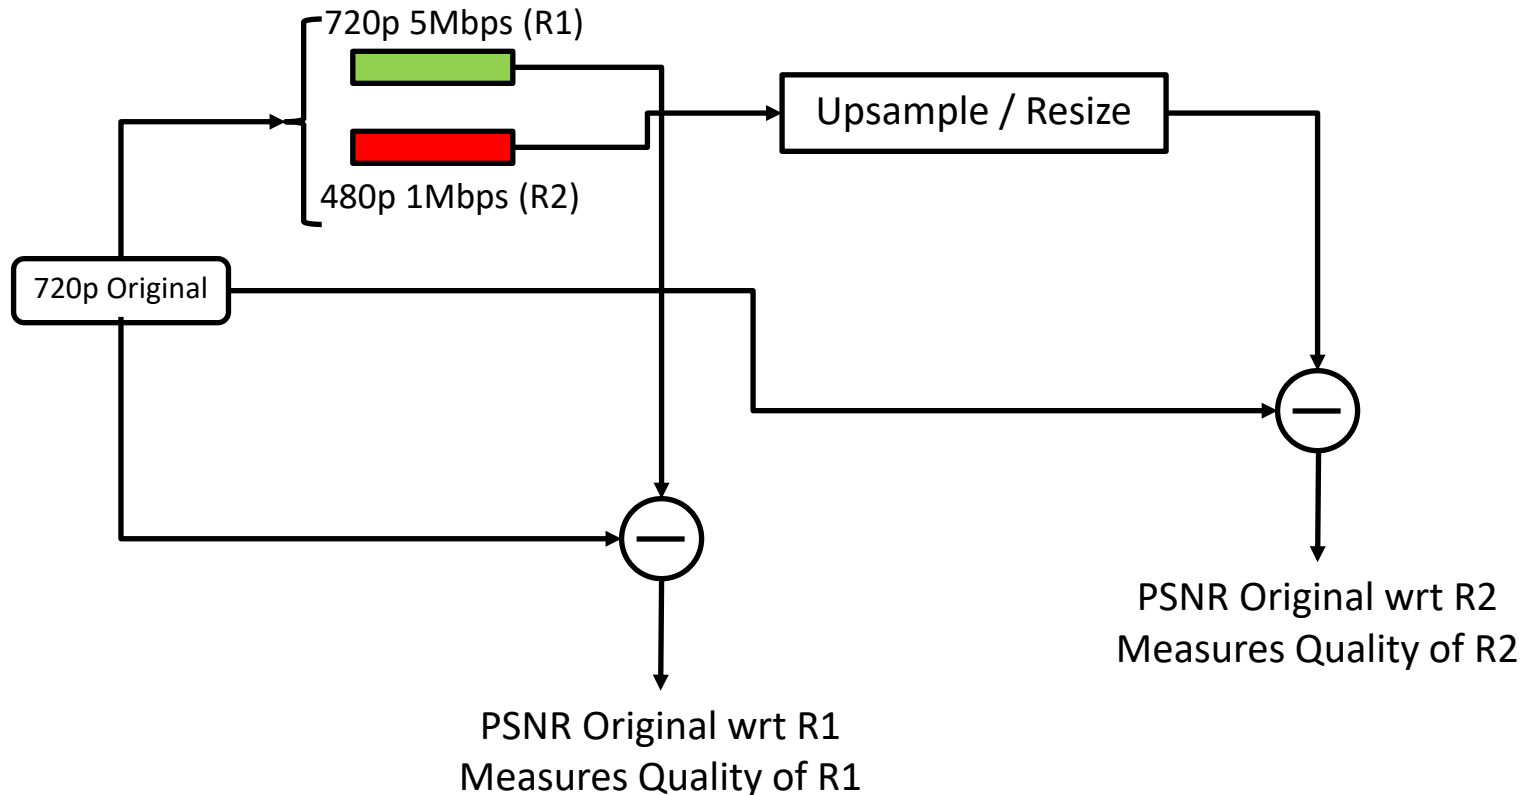 720p 5Mbps (R1)
Upsample / Resize
480p 1Mbps (R2)
720p Original
PSNR Original wrt R2
Measures Quality of R2
PSNR Original wrt R1
Measures Quality of R1